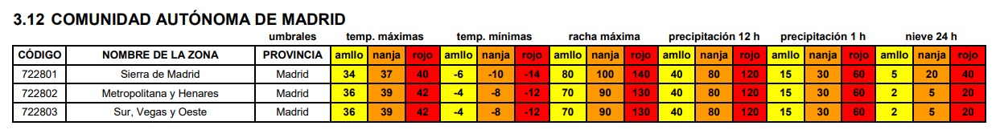 3.12 COMUNIDAD AUTÓNOMA DE MADRID
umbrales temp. máximas temp. mínimas racha máxima precipitación 12 h precipitación 1 h nieve 24 h
CÓDIGO NOMBRE DE LA ZONA PROVINCIA amllo nanja rojo amllo nanja rojo amllo nanja rojo amllo nanja rojo amllo nanja rojo amllo nanja rojo
722801 Sierra de Madrid Madrid 34 37 40 -6 -10 -14 80 100 140 40 80 120 15 30 60 5 20 40
722802 Metropolitana y Henares Madrid 36 39 42 -4 -8 -12 70 90 130 40 80 120 15 30 60 2 5 20
722803 Sur, Vegas y Oeste Madrid 36 39 42 -4 -8 -12 70 90 130 40 80 120 15 30 60 2 5 20